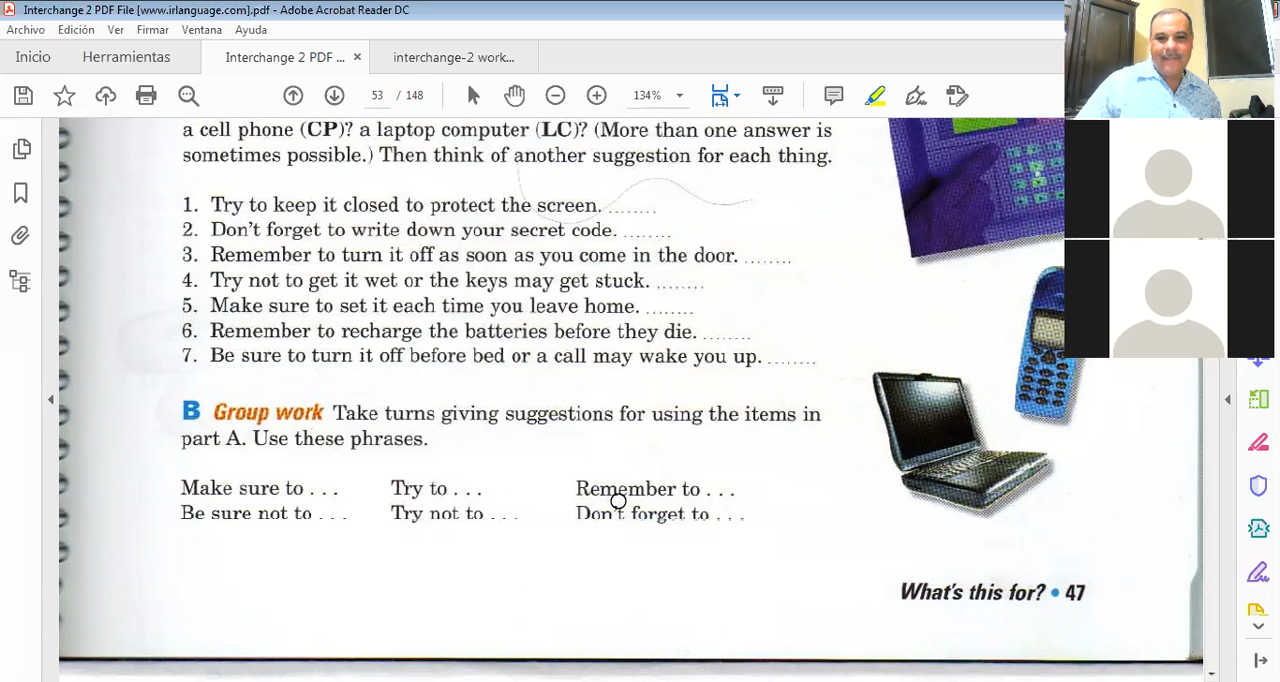 Interchange 2 PDF File [www.irlanguage.com].pdf - Adobe Acrobat Reader DC
Archivo Edición Ver Firmar Ventana Ayuda
Inicio Herramientas Interchange 2 PDF ... × interchange-2 work...
53 / 148 134%
a cell phone (CP)? a laptop computer (LC)? (More than one answer is
sometimes possible.) Then think of another suggestion for each thing.
1. Try to keep it closed to protect the screen. ........
2. Don't forget to write down your secret code. ........
3. Remember to turn it off as soon as you come in the door. ........
4. Try not to get it wet or the keys may get stuck. ........
5. Make sure to set it each time you leave home. ........
6. Remember to recharge the batteries before they die. ........
7. Be sure to turn it off before bed or a call may wake you up. ........
B Group work Take turns giving suggestions for using the items in
part A. Use these phrases.
Make sure to . . . Try to . . . Remember to . . .
Be sure not to . . . Try not to . . . Don't forget to . . .
What's this for? • 47